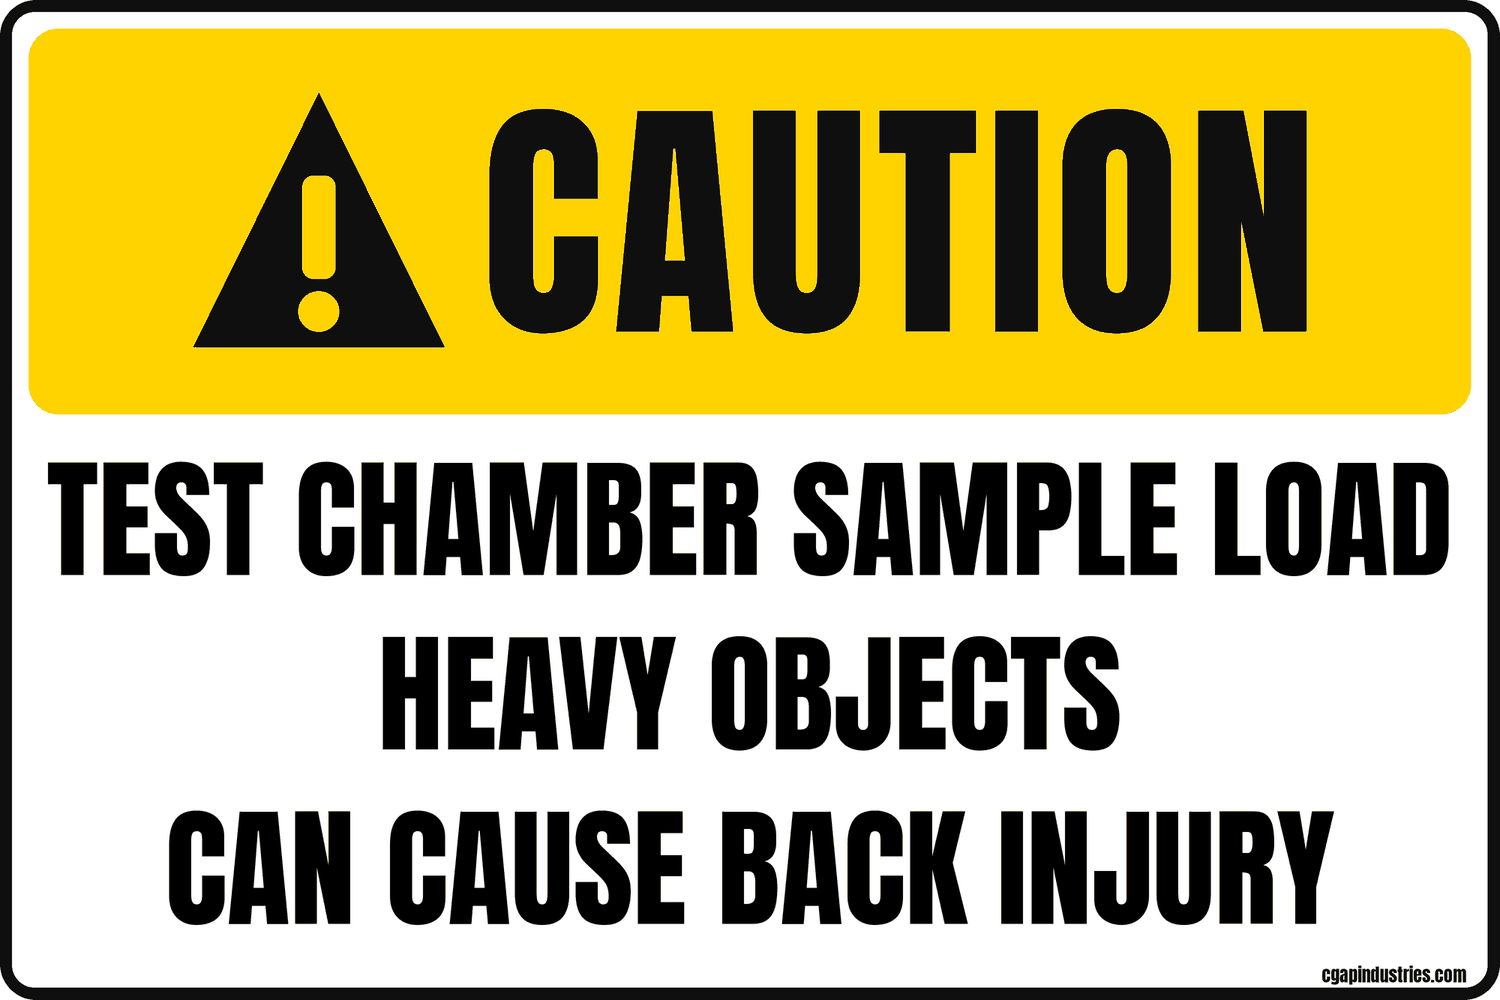 CAUTION
TEST CHAMBER SAMPLE LOAD
HEAVY OBJECTS
CAN CAUSE BACK INJURY
cgapindustries.com